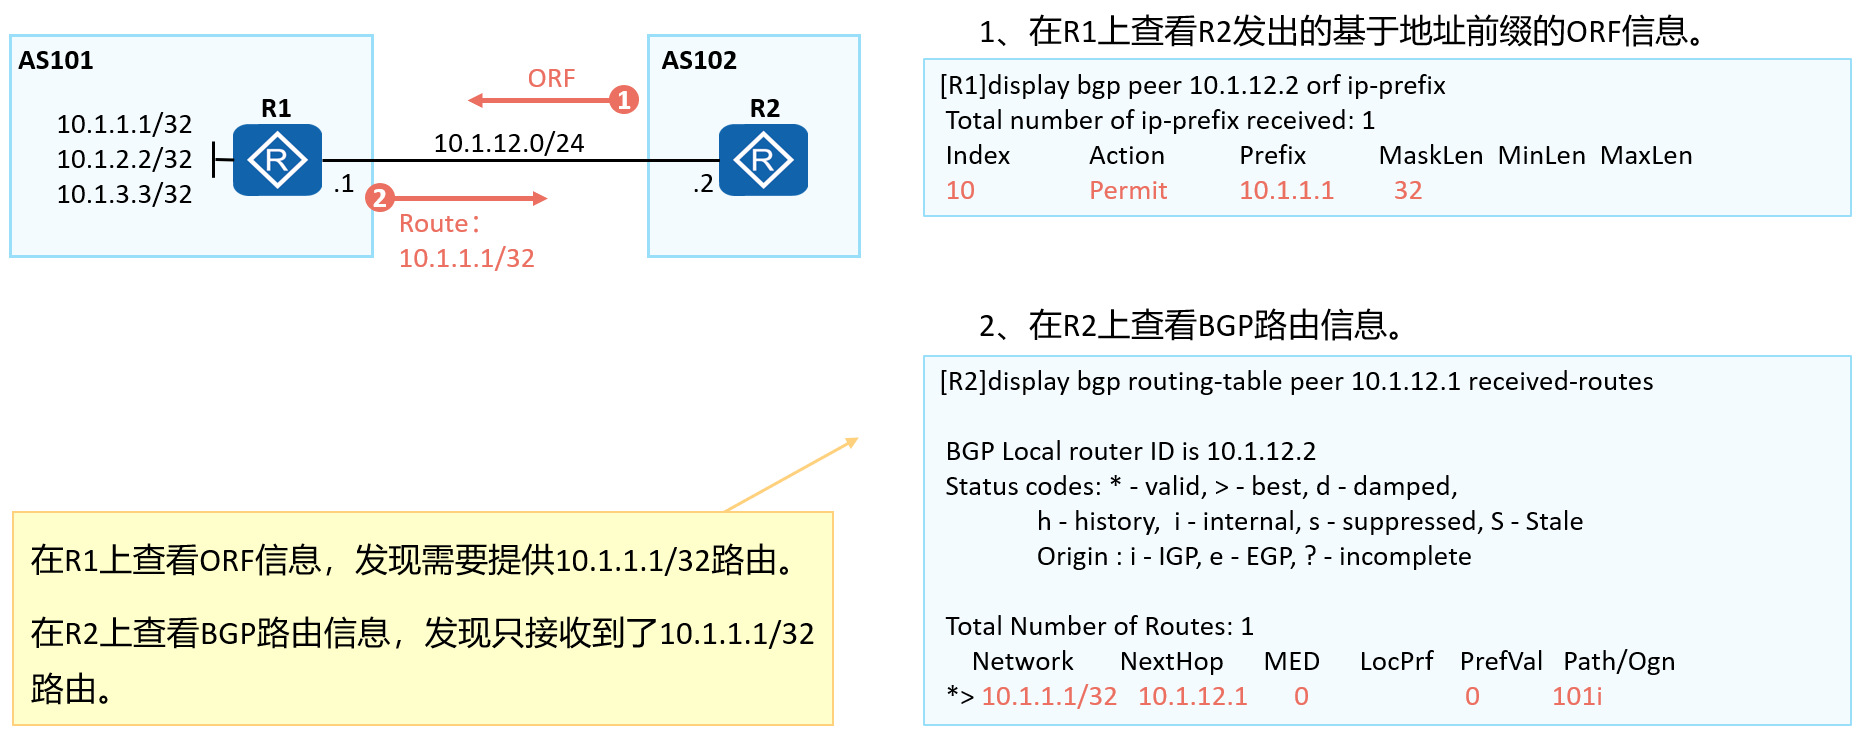 AS101
R1
10.1.1.1/32
10.1.2.2/32
10.1.3.3/32
.1
ORF
1
10.1.12.0/24
2
Route：
10.1.1.1/32
AS102
R2
.2
R
R
在R1上查看ORF信息，发现需要提供10.1.1.1/32路由。
在R2上查看BGP路由信息，发现只接收到了10.1.1.1/32
路由。
1、在R1上查看R2发出的基于地址前缀的ORF信息。
[R1]display bgp peer 10.1.12.2 orf ip-prefix
Total number of ip-prefix received: 1
Index Action Prefix MaskLen MinLen MaxLen
10 Permit 10.1.1.1 32
2、在R2上查看BGP路由信息。
[R2]display bgp routing-table peer 10.1.12.1 received-routes
BGP Local router ID is 10.1.12.2
Status codes: * - valid, > - best, d - damped,
h - history, i - internal, s - suppressed, S - Stale
Origin : i - IGP, e - EGP, ? - incomplete
Total Number of Routes: 1
Network NextHop MED LocPrf PrefVal Path/Ogn
*> 10.1.1.1/32 10.1.12.1 0 0 101i